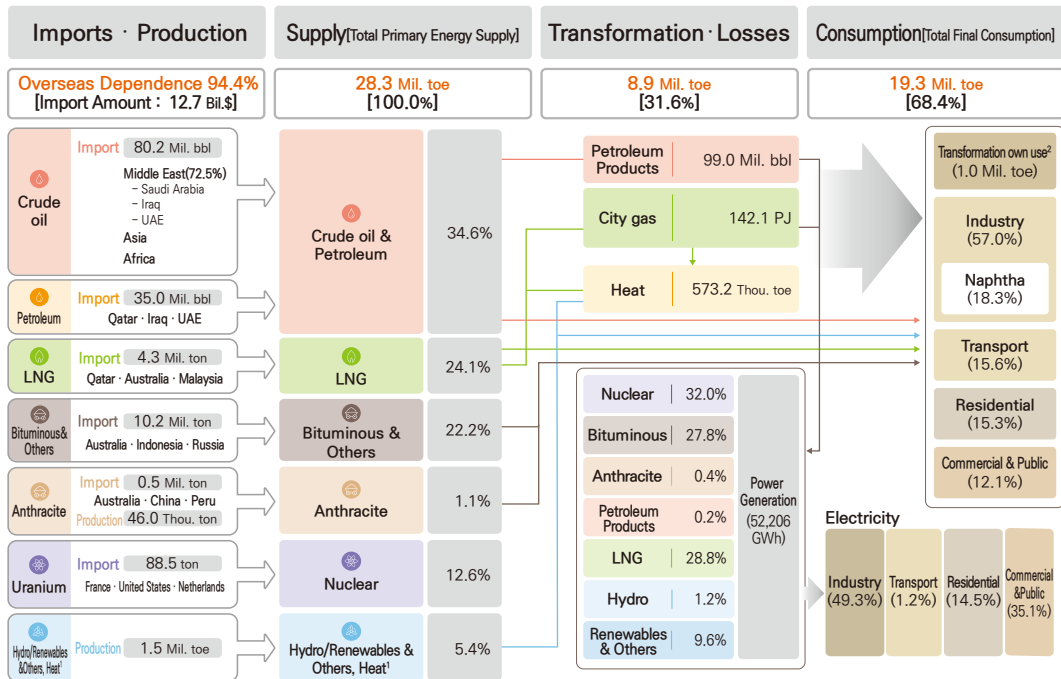 Imports · Production
Supply[Total Primary Energy Supply]
Transformation · Losses
Consumption[Total Final Consumption]
Overseas Dependence 94.4%
[Import Amount : 12.7 Bil.$]
28.3 Mil. toe
[100.0%]
8.9 Mil. toe
[31.6%]
19.3 Mil. toe
[68.4%]
Crude
oil
Import 80.2 Mil. bbl
Middle East(72.5%)
- Saudi Arabia
- Iraq
- UAE
Asia
Africa
Petroleum
Import 35.0 Mil. bbl
Qatar · Iraq · UAE
LNG
Import 4.3 Mil. ton
Qatar · Australia · Malaysia
Bituminous&
Others
Import 10.2 Mil. ton
Australia · Indonesia · Russia
Anthracite
Import 0.5 Mil. ton
Australia · China · Peru
Production 46.0 Thou. ton
Uranium
Import 88.5 ton
France · United States · Netherlands
Hydro/Renewables
&Others, Heat¹
Production 1.5 Mil. toe
Crude oil &
Petroleum
34.6%
LNG
24.1%
Bituminous &
Others
22.2%
Anthracite
1.1%
Nuclear
12.6%
Hydro/Renewables &
Others, Heat¹
5.4%
Petroleum
Products
99.0 Mil. bbl
City gas
142.1 PJ
Heat
573.2 Thou. toe
Nuclear 32.0%
Bituminous 27.8%
Anthracite 0.4%
Petroleum
Products
0.2%
LNG 28.8%
Hydro 1.2%
Renewables
& Others
9.6%
Power
Generation
(52,206
GWh)
Transformation own use²
(1.0 Mil. toe)
Industry
(57.0%)
Naphtha
(18.3%)
Transport
(15.6%)
Residential
(15.3%)
Commercial & Public
(12.1%)
Electricity
Industry
(49.3%)
Transport
(1.2%)
Residential
(14.5%)
Commercial
&Public
(35.1%)